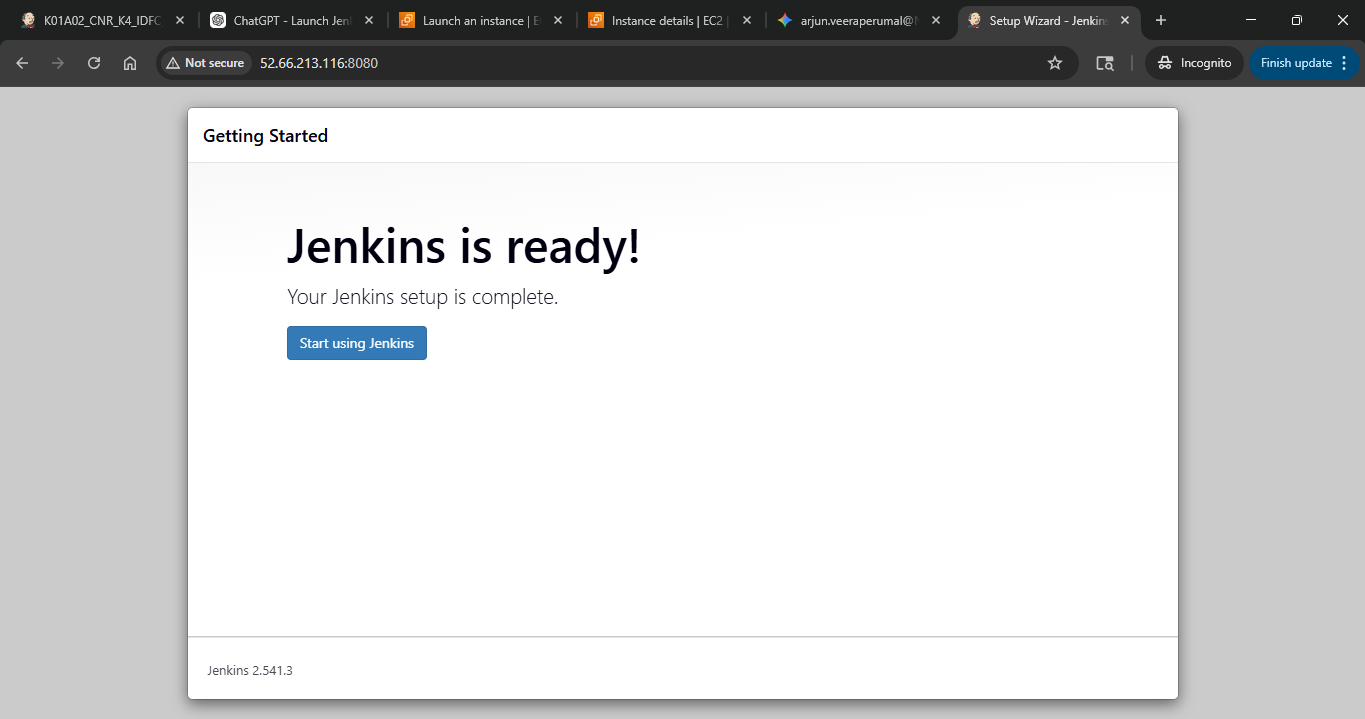 K01A02_CNR_K4_IDFC
ChatGPT - Launch Jen
Launch an instance | E
Instance details | EC2 |
arjun.veeraperumal@
Setup Wizard - Jenkins
Not secure
52.66.213.116:8080
Incognito
Finish update
Getting Started
Jenkins is ready!
Your Jenkins setup is complete.
Start using Jenkins
Jenkins 2.541.3